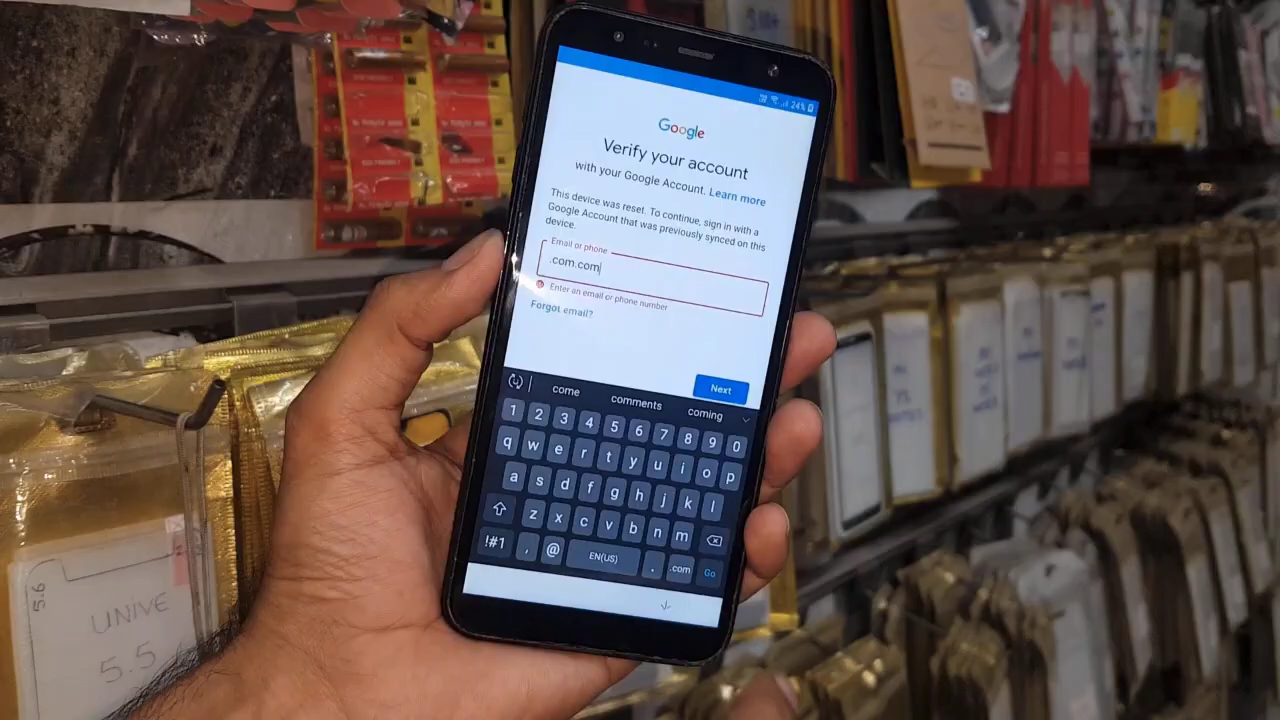 24%
Google
Verify your account
with your Google Account. Learn more
This device was reset. To continue, sign in with a
Google Account that was previously synced on this
device.
Email or phone
.com.com
Enter an email or phone number
Forgot email?
Next
come comments coming
1 2 3 4 5 6 7 8 9 0
q w e r t y u i o p
a s d f g h j k l
z x c v b n m
!#1 , @ EN(US) . .com Go
5.6
UNIVE
5.5